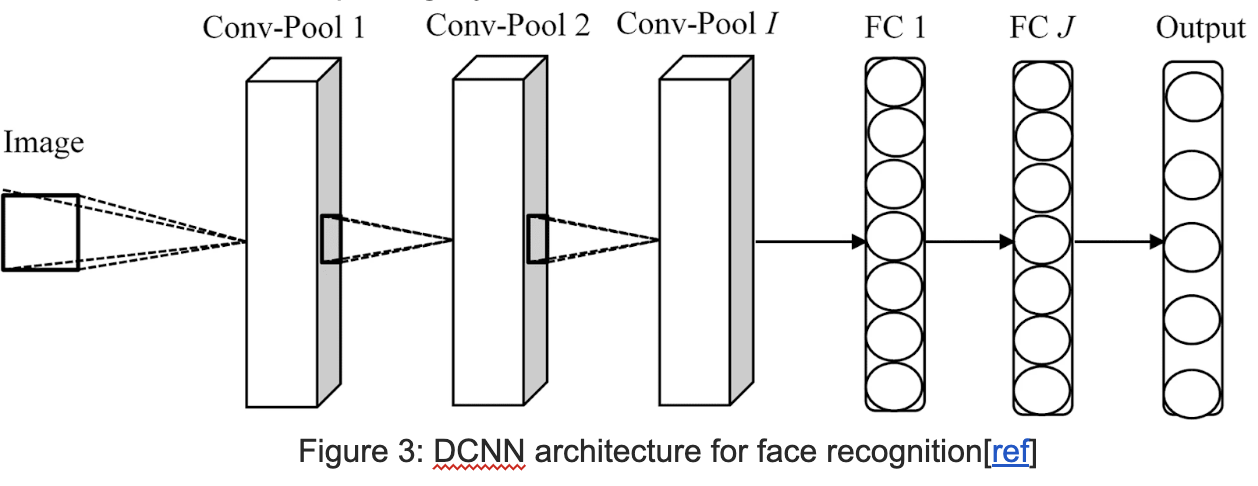 Conv-Pool 1
Conv-Pool 2
Conv-Pool I
FC 1
FC J
Output
Image
Figure 3: DCNN architecture for face recognition[ref]